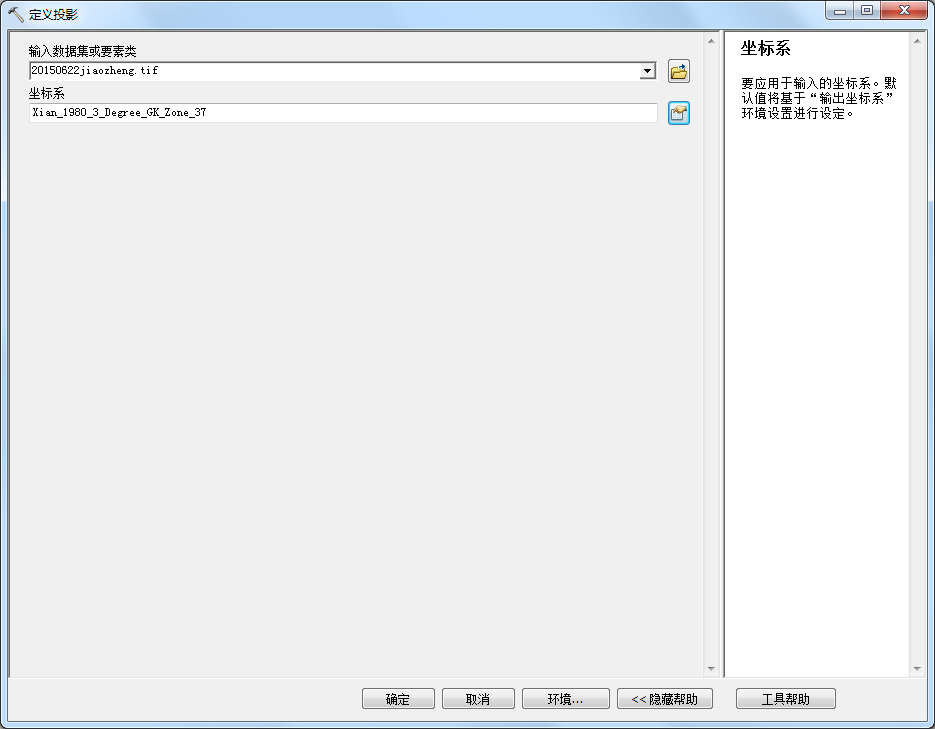 定义投影
输入数据集或要素类
20150622jiaozheng.tif
坐标系
Xian_1980_3_Degree_GK_Zone_37
坐标系
要应用于输入的坐标系。默
认值将基于“输出坐标系”
环境设置进行设定。
确定
取消
环境...
<< 隐藏帮助
工具帮助